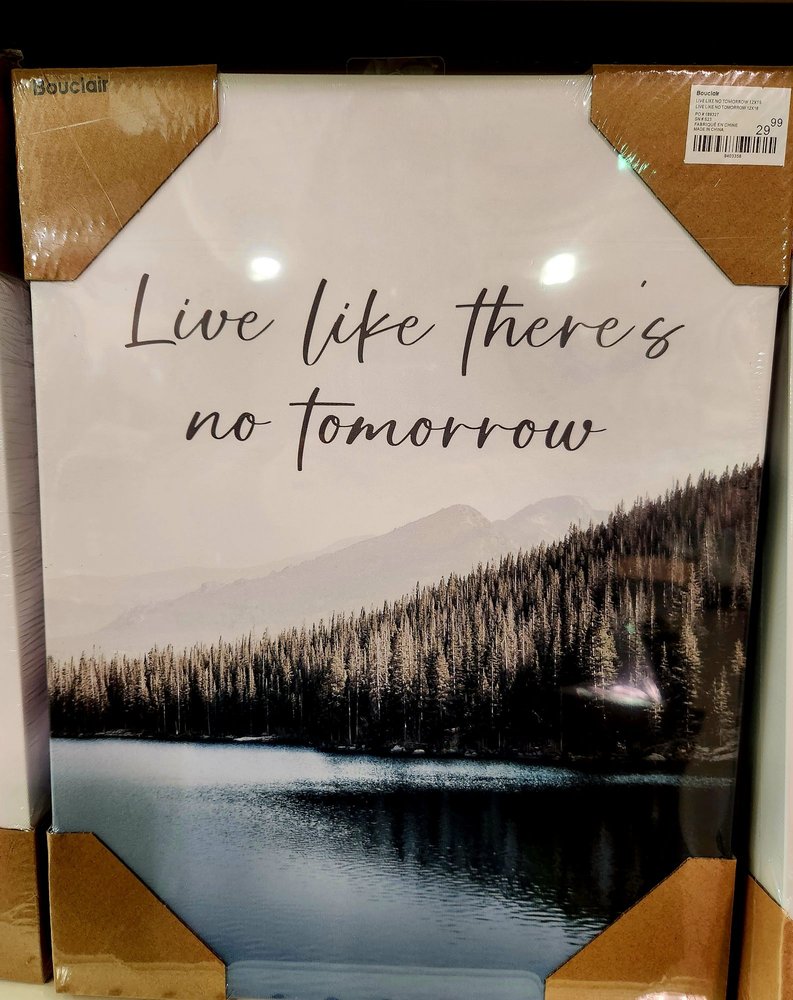 Bouclair
Bouclair
LIVE LIKE NO TOMORROW 12X16
LIVE LIKE NO TOMORROW 12X16
FABRIQUÉ EN CHINE
MADE IN CHINA
29 99
Live like there's
no tomorrow